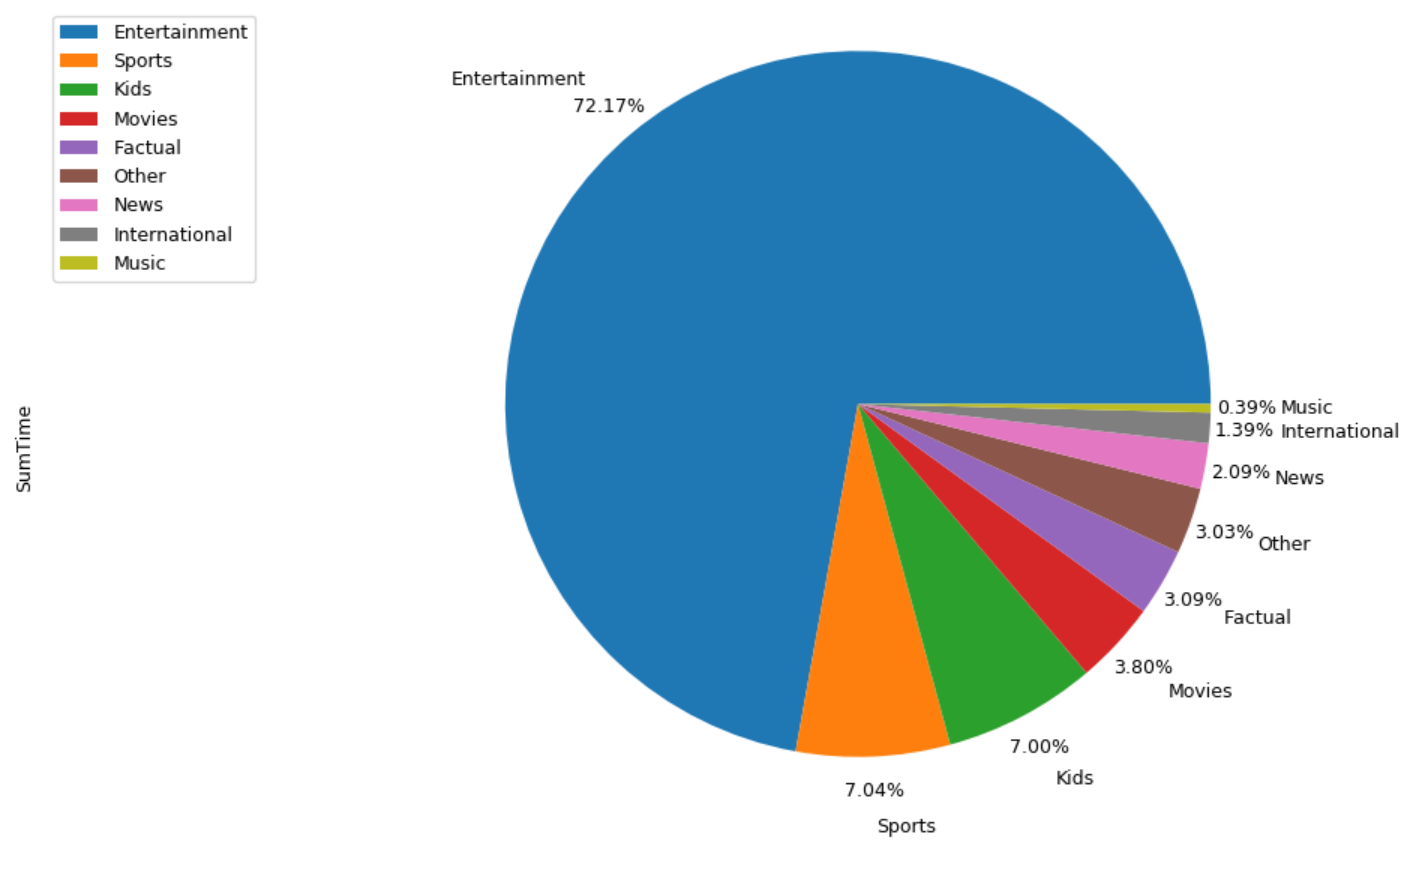 Entertainment
Sports
Kids
Movies
Factual
Other
News
International
Music
SumTime
Entertainment
72.17%
0.39% Music
1.39% International
2.09% News
3.03% Other
3.09%
Factual
3.80%
Movies
7.00%
Kids
7.04%
Sports